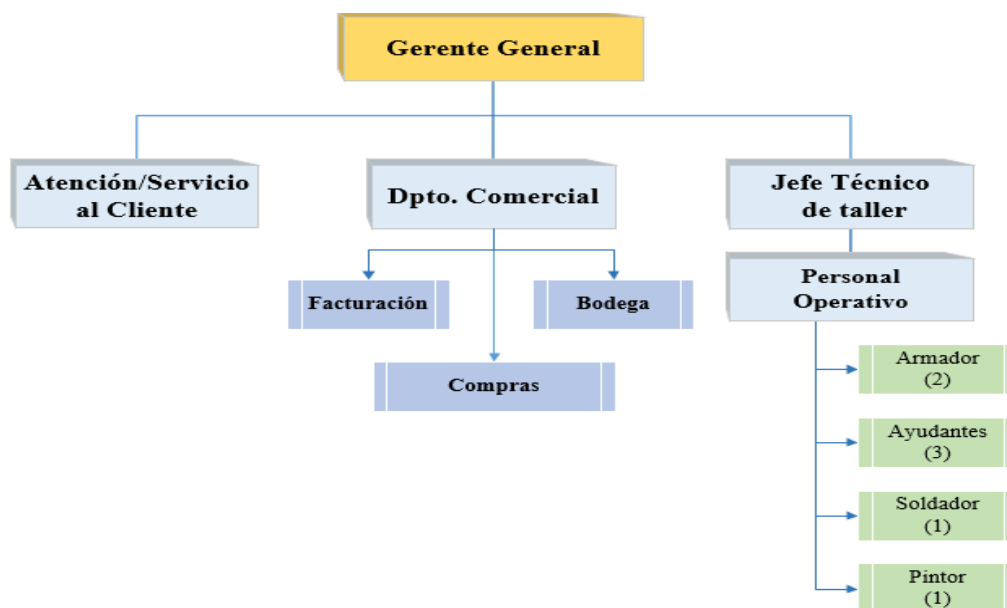 Gerente General
Atención/Servicio
al Cliente
Dpto. Comercial
Jefe Técnico
de taller
Personal
Operativo
Facturación
Bodega
Compras
Armador
(2)
Ayudantes
(3)
Soldador
(1)
Pintor
(1)